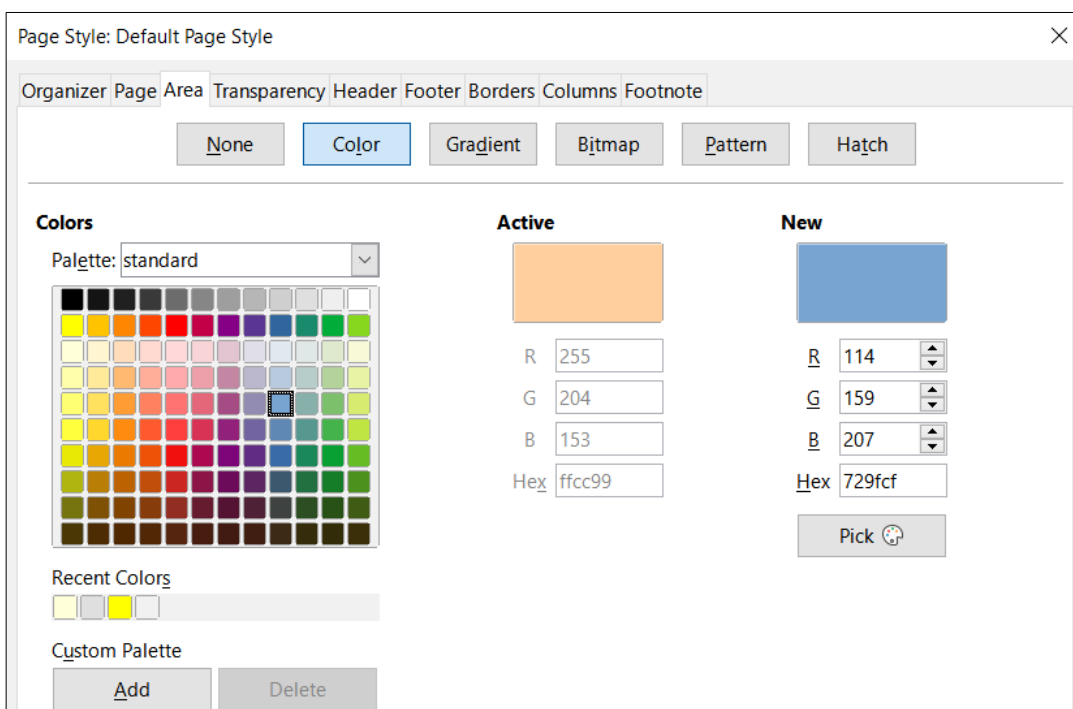 Page Style: Default Page Style
Organizer Page Area Transparency Header Footer Borders Columns Footnote
None Color Gradient Bitmap Pattern Hatch
Colors Active New
Palette: standard
R 255 R 114
G 204 G 159
B 153 B 207
Hex ffcc99 Hex 729fcf
Pick
Recent Colors
Custom Palette
Add Delete